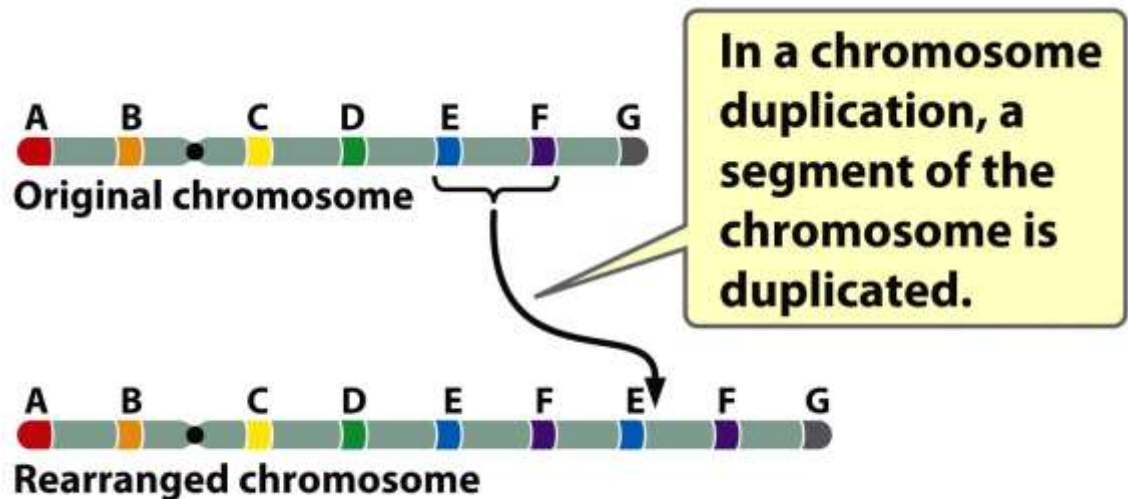 In a chromosome
duplication, a
segment of the
chromosome is
duplicated.
A B C D E F G
Original chromosome
A B C D E F E F G
Rearranged chromosome